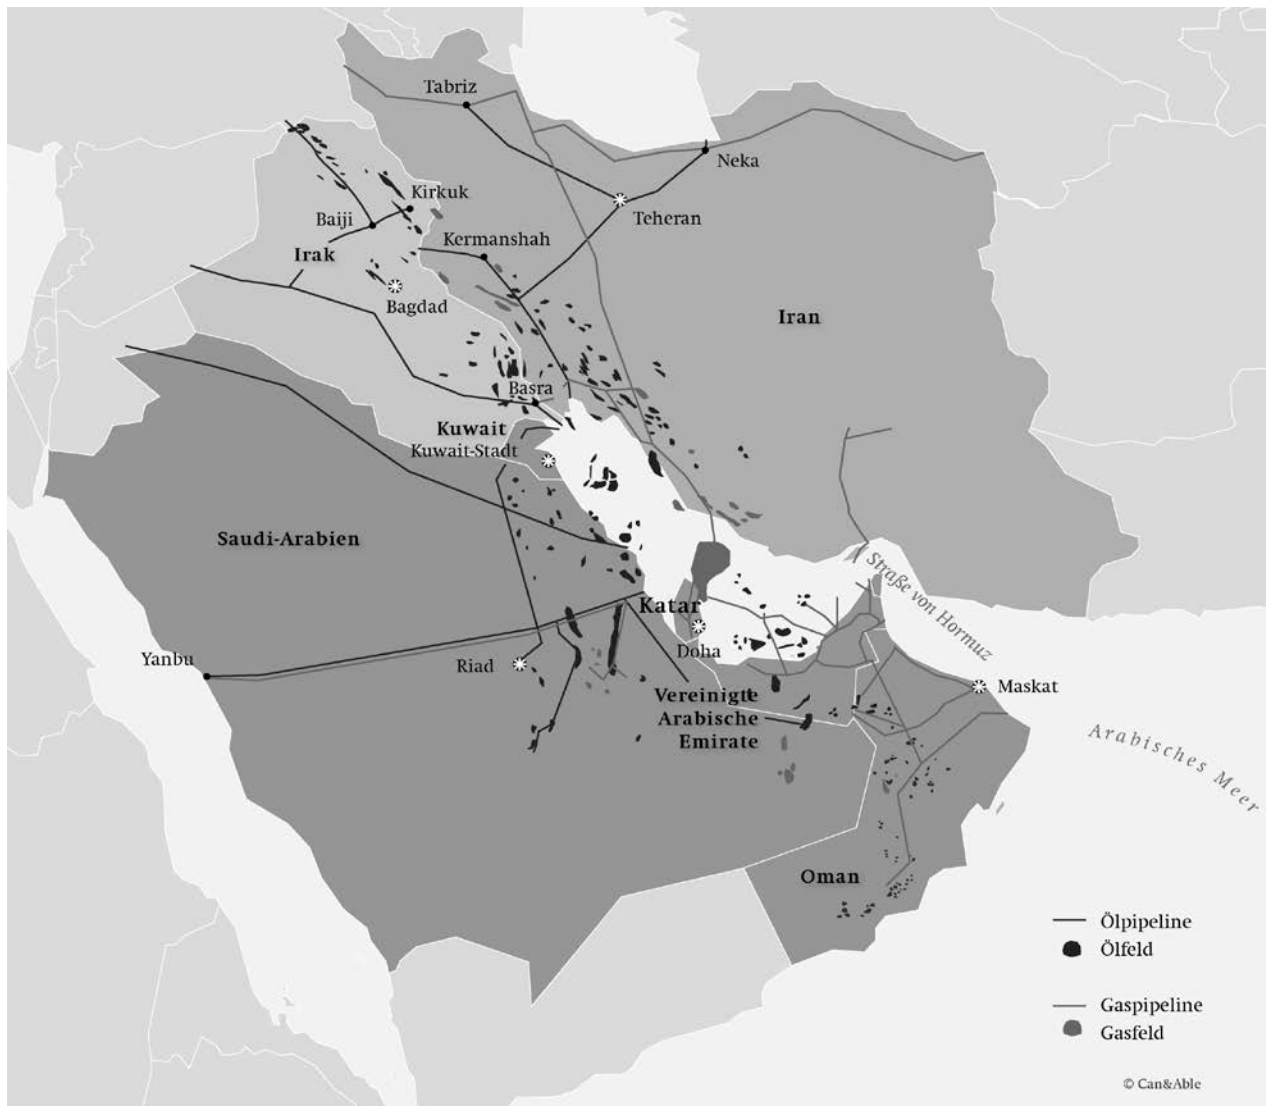 Tabriz
Neka
Kirkuk
Baiji
Teheran
Kermanshah
Irak
Bagdad
Iran
Basra
Kuwait
Kuwait-Stadt
Saudi-Arabien
Straße von Hormuz
Katar
Doha
Yanbu
Riad
Maskat
Vereinigte
Arabische
Emirate
Arabisches Meer
Oman
Ölpipeline
Ölfeld
Gaspipeline
Gasfeld
© Can&Able